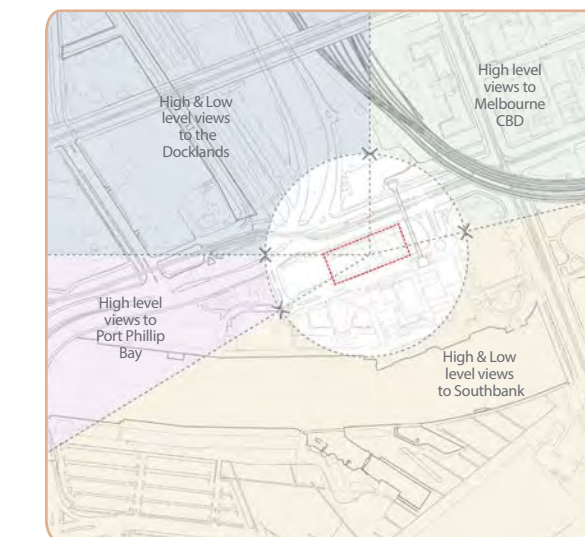 High & Low
level views
to the
Docklands
High level
views to
Melbourne
CBD
High level
views to
Port Phillip
Bay
High & Low
level views
to Southbank